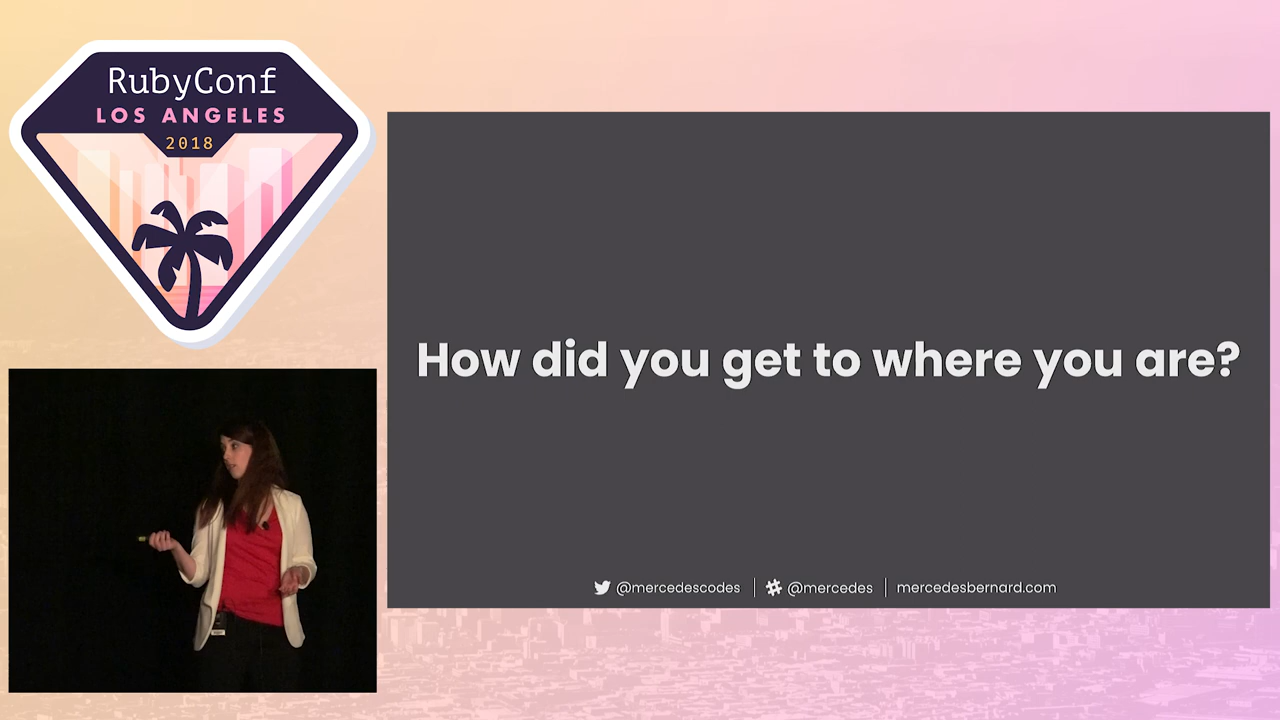 RubyConf
LOS ANGELES
2018
How did you get to where you are?
@mercedescodes @mercedes mercedesbernard.com